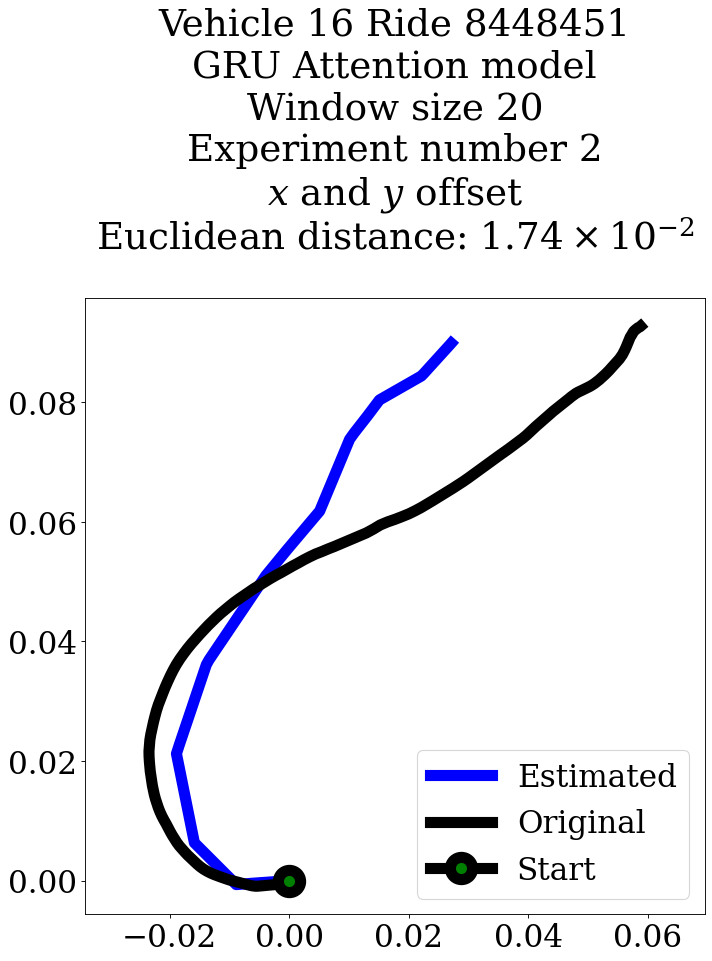 Vehicle 16 Ride 8448451
GRU Attention model
Window size 20
Experiment number 2
x and y offset
Euclidean distance: 1.74 × 10⁻²
0.08
0.06
0.04
0.02
0.00
Estimated
Original
Start
−0.02 0.00 0.02 0.04 0.06